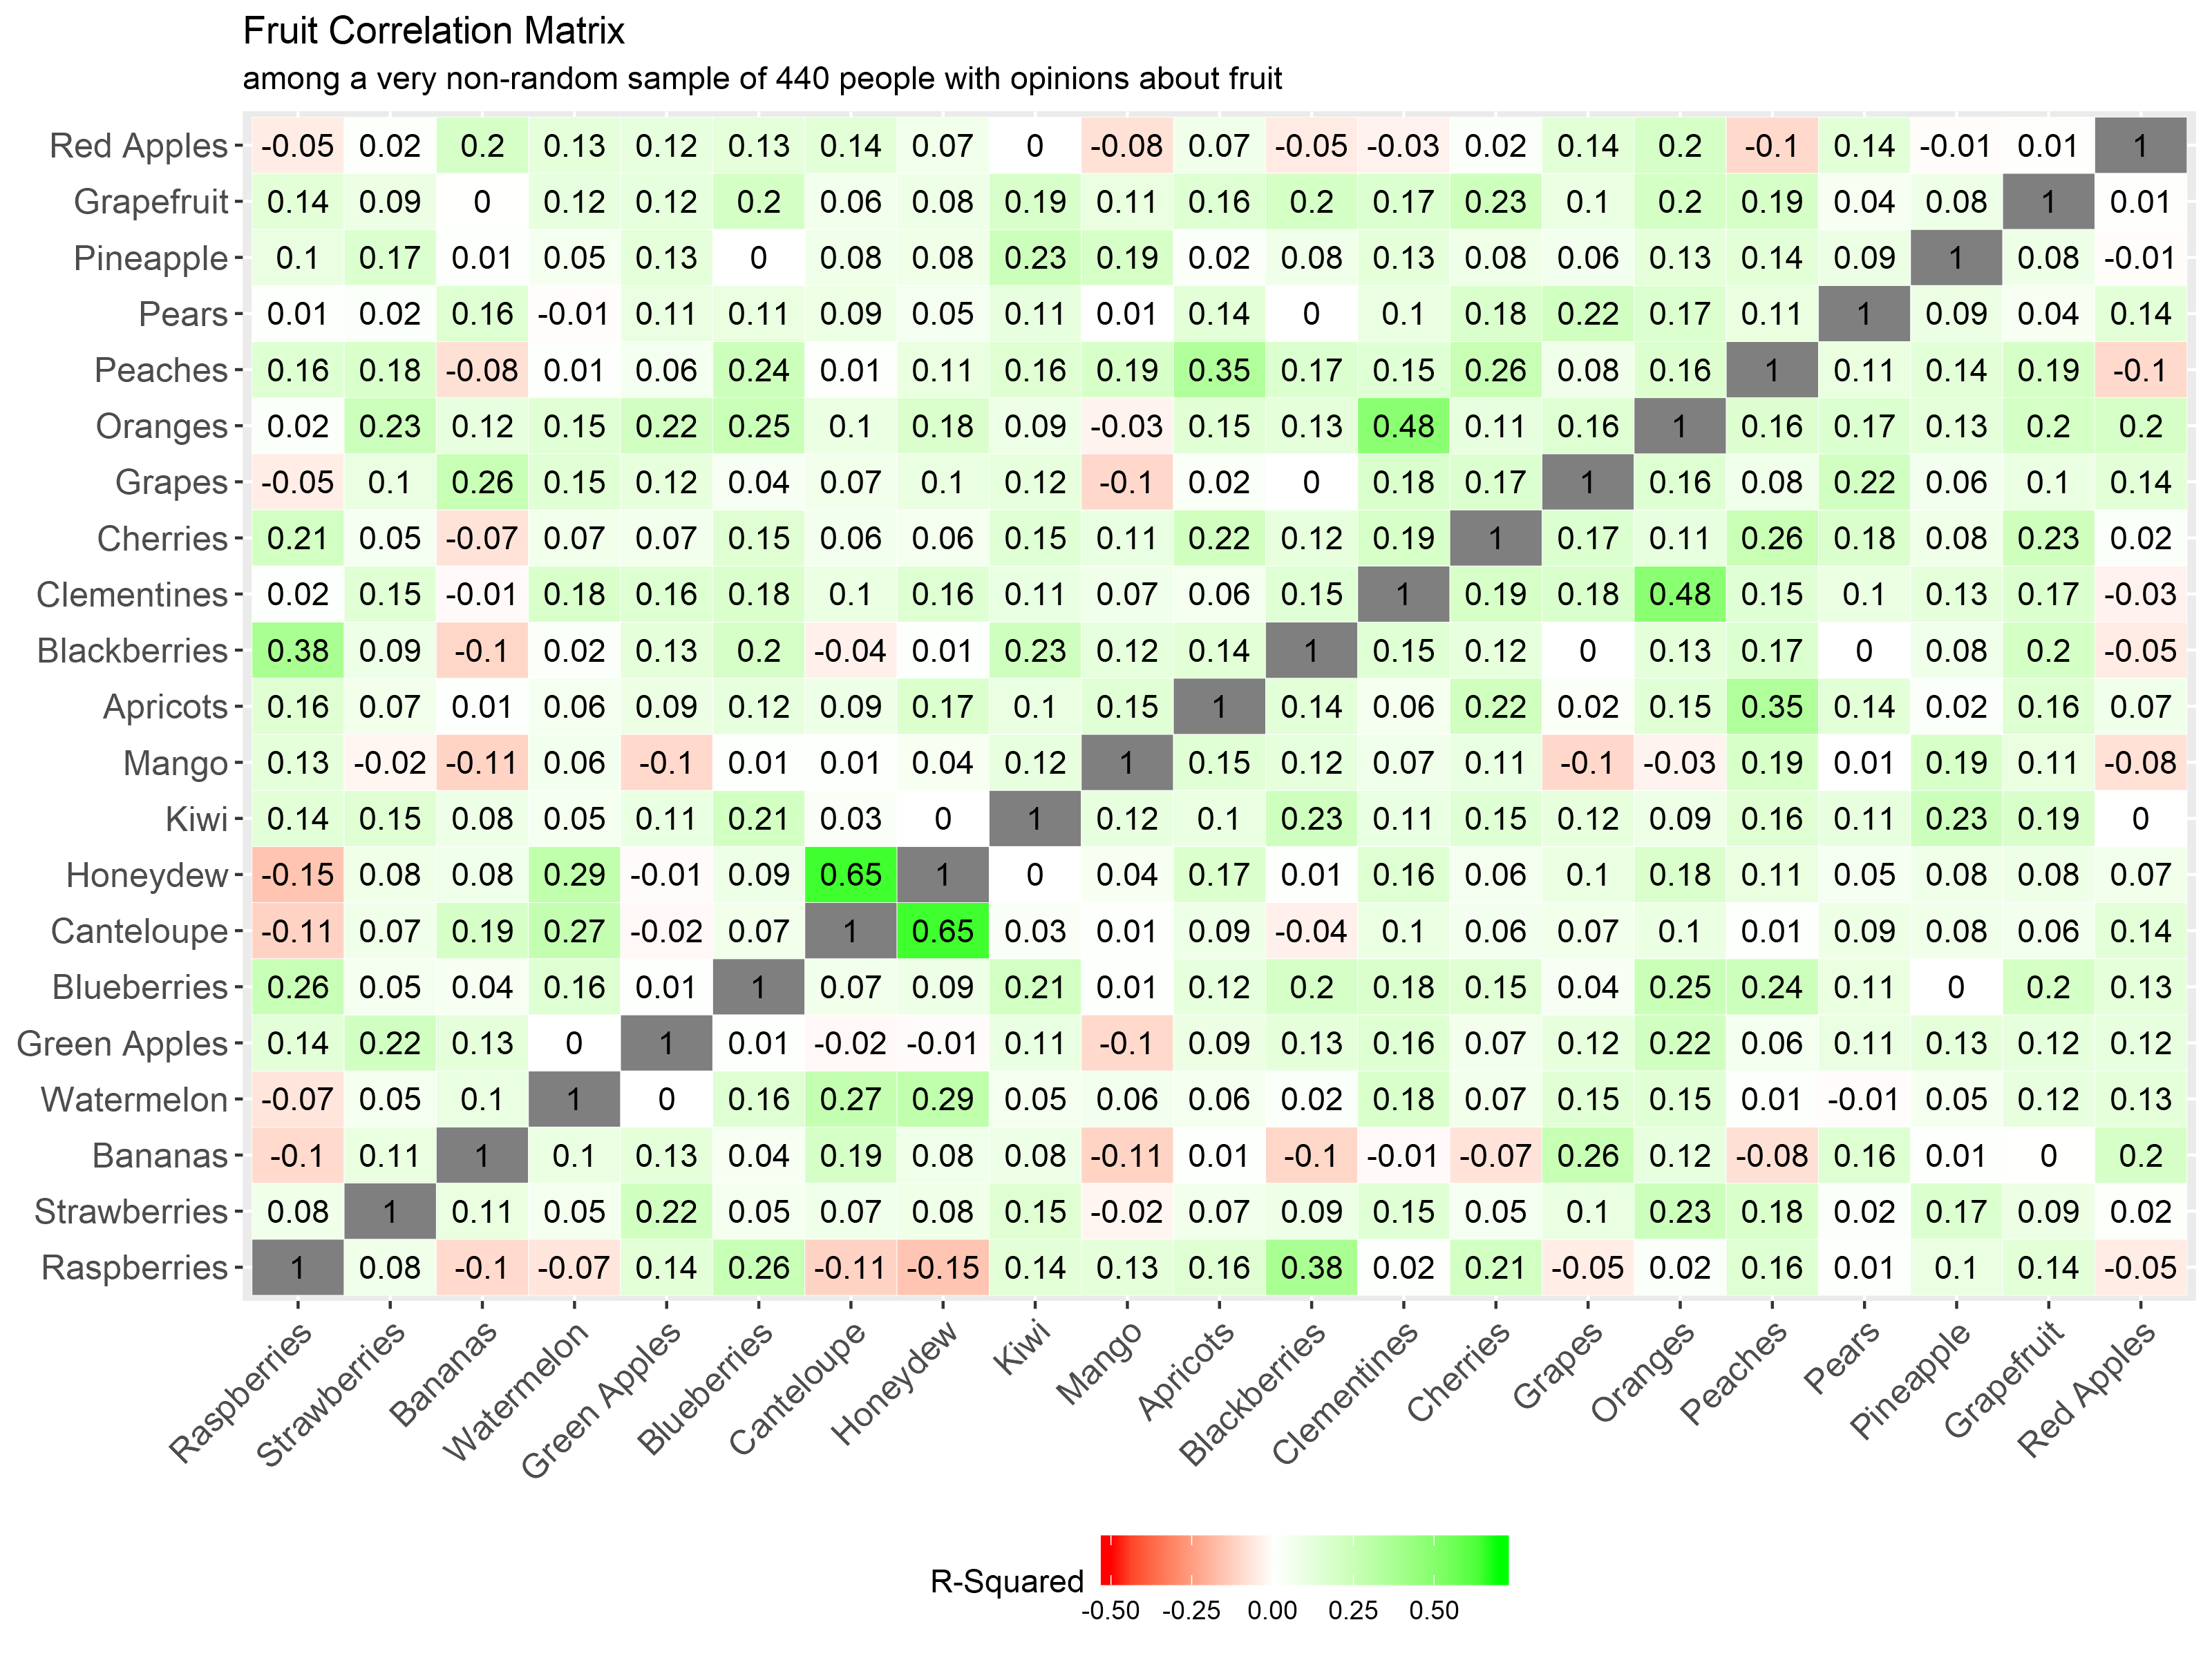 Fruit Correlation Matrix
among a very non-random sample of 440 people with opinions about fruit
Red Apples -0.05 0.02 0.2 0.13 0.12 0.13 0.14 0.07 0 -0.08 0.07 -0.05 -0.03 0.02 0.14 0.2 -0.1 0.14 -0.01 0.01 1
Grapefruit 0.14 0.09 0 0.12 0.12 0.2 0.06 0.08 0.19 0.11 0.16 0.2 0.17 0.23 0.1 0.2 0.19 0.04 0.08 1 0.01
Pineapple 0.1 0.17 0.01 0.05 0.13 0 0.08 0.08 0.23 0.19 0.02 0.08 0.13 0.08 0.06 0.13 0.14 0.09 1 0.08 -0.01
Pears 0.01 0.02 0.16 -0.01 0.11 0.11 0.09 0.05 0.11 0.01 0.14 0 0.1 0.18 0.22 0.17 0.11 1 0.09 0.04 0.14
Peaches 0.16 0.18 -0.08 0.01 0.06 0.24 0.01 0.11 0.16 0.19 0.35 0.17 0.15 0.26 0.08 0.16 1 0.11 0.14 0.19 -0.1
Oranges 0.02 0.23 0.12 0.15 0.22 0.25 0.1 0.18 0.09 -0.03 0.15 0.13 0.48 0.11 0.16 1 0.16 0.17 0.13 0.2 0.2
Grapes -0.05 0.1 0.26 0.15 0.12 0.04 0.07 0.1 0.12 -0.1 0.02 0 0.18 0.17 1 0.16 0.08 0.22 0.06 0.1 0.14
Cherries 0.21 0.05 -0.07 0.07 0.07 0.15 0.06 0.06 0.15 0.11 0.22 0.12 0.19 1 0.17 0.11 0.26 0.18 0.08 0.23 0.02
Clementines 0.02 0.15 -0.01 0.18 0.16 0.18 0.1 0.16 0.11 0.07 0.06 0.15 1 0.19 0.18 0.48 0.15 0.1 0.13 0.17 -0.03
Blackberries 0.38 0.09 -0.1 0.02 0.13 0.2 -0.04 0.01 0.23 0.12 0.14 1 0.15 0.12 0 0.13 0.17 0 0.08 0.2 -0.05
Apricots 0.16 0.07 0.01 0.06 0.09 0.12 0.09 0.17 0.1 0.15 1 0.14 0.06 0.22 0.02 0.15 0.35 0.14 0.02 0.16 0.07
Mango 0.13 -0.02 -0.11 0.06 -0.1 0.01 0.01 0.04 0.12 1 0.15 0.12 0.07 0.11 -0.1 -0.03 0.19 0.01 0.19 0.11 -0.08
Kiwi 0.14 0.15 0.08 0.05 0.11 0.21 0.03 0 1 0.12 0.1 0.23 0.11 0.15 0.12 0.09 0.16 0.11 0.23 0.19 0
Honeydew -0.15 0.08 0.08 0.29 -0.01 0.09 0.65 1 0 0.04 0.17 0.01 0.16 0.06 0.1 0.18 0.11 0.05 0.08 0.08 0.07
Canteloupe -0.11 0.07 0.19 0.27 -0.02 0.07 1 0.65 0.03 0.01 0.09 -0.04 0.1 0.06 0.07 0.1 0.01 0.09 0.08 0.06 0.14
Blueberries 0.26 0.05 0.04 0.16 0.01 1 0.07 0.09 0.21 0.01 0.12 0.2 0.18 0.15 0.04 0.25 0.24 0.11 0 0.2 0.13
Green Apples 0.14 0.22 0.13 0 1 0.01 -0.02 -0.01 0.11 -0.1 0.09 0.13 0.16 0.07 0.12 0.22 0.06 0.11 0.13 0.12 0.12
Watermelon -0.07 0.05 0.1 1 0 0.16 0.27 0.29 0.05 0.06 0.06 0.02 0.18 0.07 0.15 0.15 0.01 -0.01 0.05 0.12 0.13
Bananas -0.1 0.11 1 0.1 0.13 0.04 0.19 0.08 0.08 -0.11 0.01 -0.1 -0.01 -0.07 0.26 0.12 -0.08 0.16 0.01 0 0.2
Strawberries 0.08 1 0.11 0.05 0.22 0.05 0.07 0.08 0.15 -0.02 0.07 0.09 0.15 0.05 0.1 0.23 0.18 0.02 0.17 0.09 0.02
Raspberries 1 0.08 -0.1 -0.07 0.14 0.26 -0.11 -0.15 0.14 0.13 0.16 0.38 0.02 0.21 -0.05 0.02 0.16 0.01 0.1 0.14 -0.05
Raspberries Strawberries Bananas Watermelon Green Apples Blueberries Canteloupe Honeydew Kiwi Mango Apricots Blackberries Clementines Cherries Grapes Oranges Peaches Pears Pineapple Grapefruit Red Apples
R-Squared
-0.50 -0.25 0.00 0.25 0.50